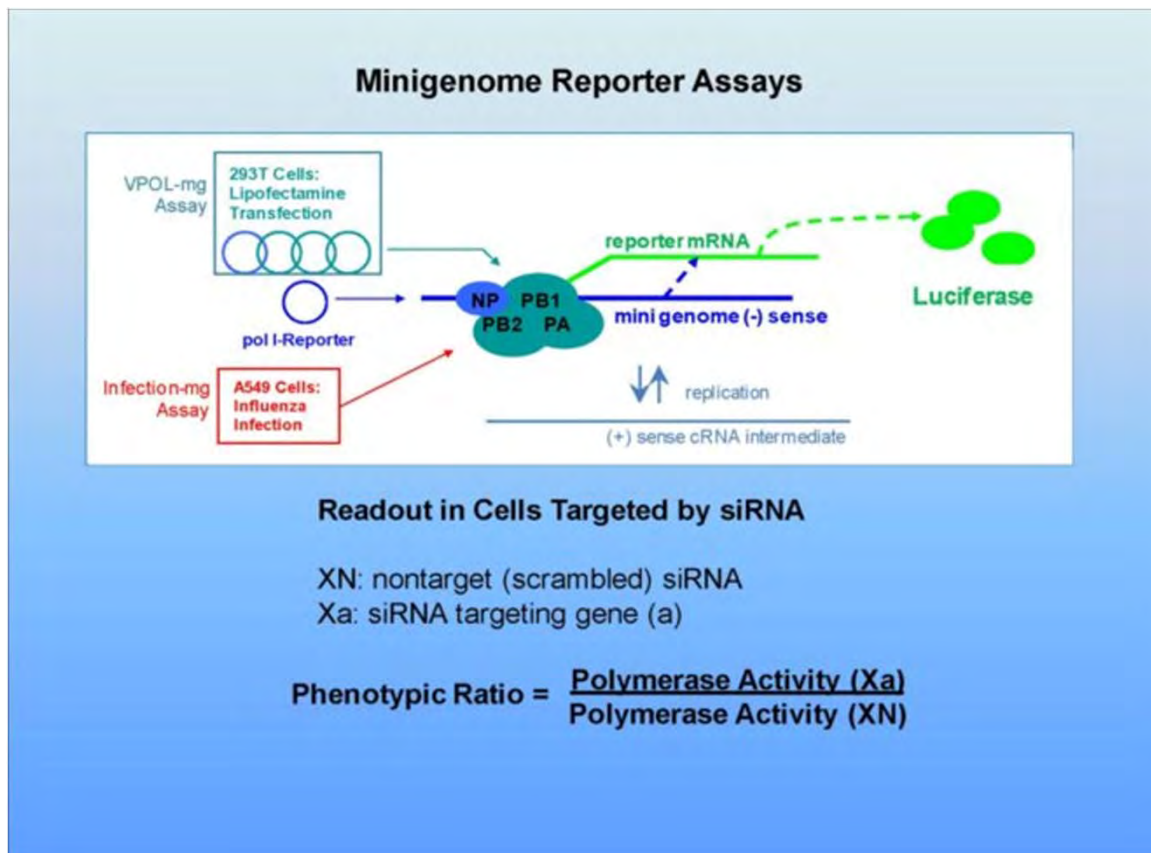 Minigenome Reporter Assays
VPOL-mg
Assay
293T Cells:
Lipofectamine
Transfection
pol I-Reporter
Infection-mg
Assay
A549 Cells:
Influenza
Infection
NP PB1
PB2 PA
reporter mRNA
mini genome (-) sense
Luciferase
replication
(+) sense cRNA intermediate
Readout in Cells Targeted by siRNA
XN: nontarget (scrambled) siRNA
Xa: siRNA targeting gene (a)
Phenotypic Ratio = Polymerase Activity (Xa)
Polymerase Activity (XN)